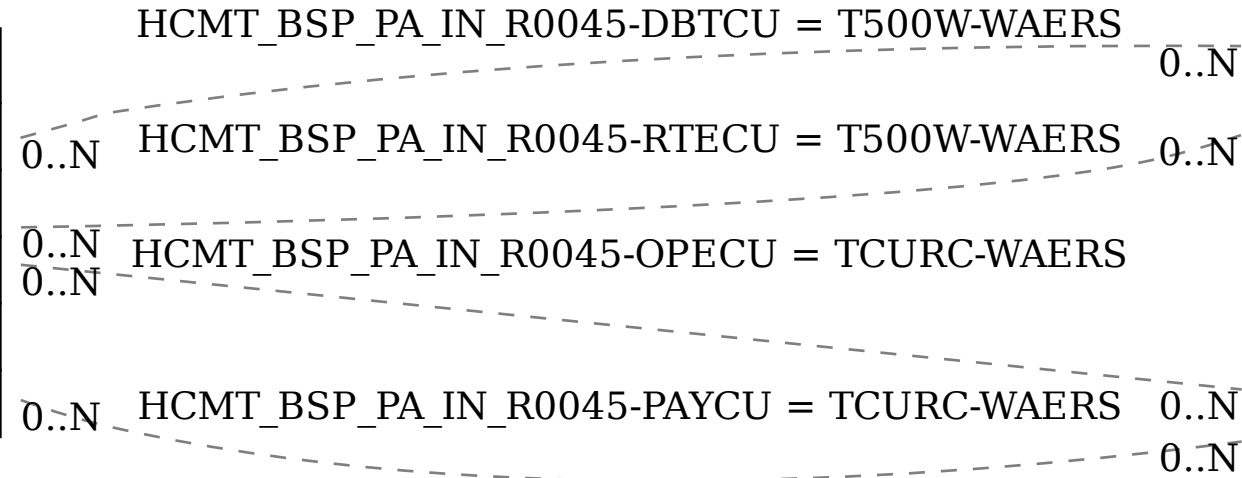 HCMT_BSP_PA_IN_R0045-DBTCU = T500W-WAERS
0..N
0..N
HCMT_BSP_PA_IN_R0045-RTECU = T500W-WAERS
0..N
0..N
HCMT_BSP_PA_IN_R0045-OPECU = TCURC-WAERS
0..N
0..N
HCMT_BSP_PA_IN_R0045-PAYCU = TCURC-WAERS
0..N
0..N